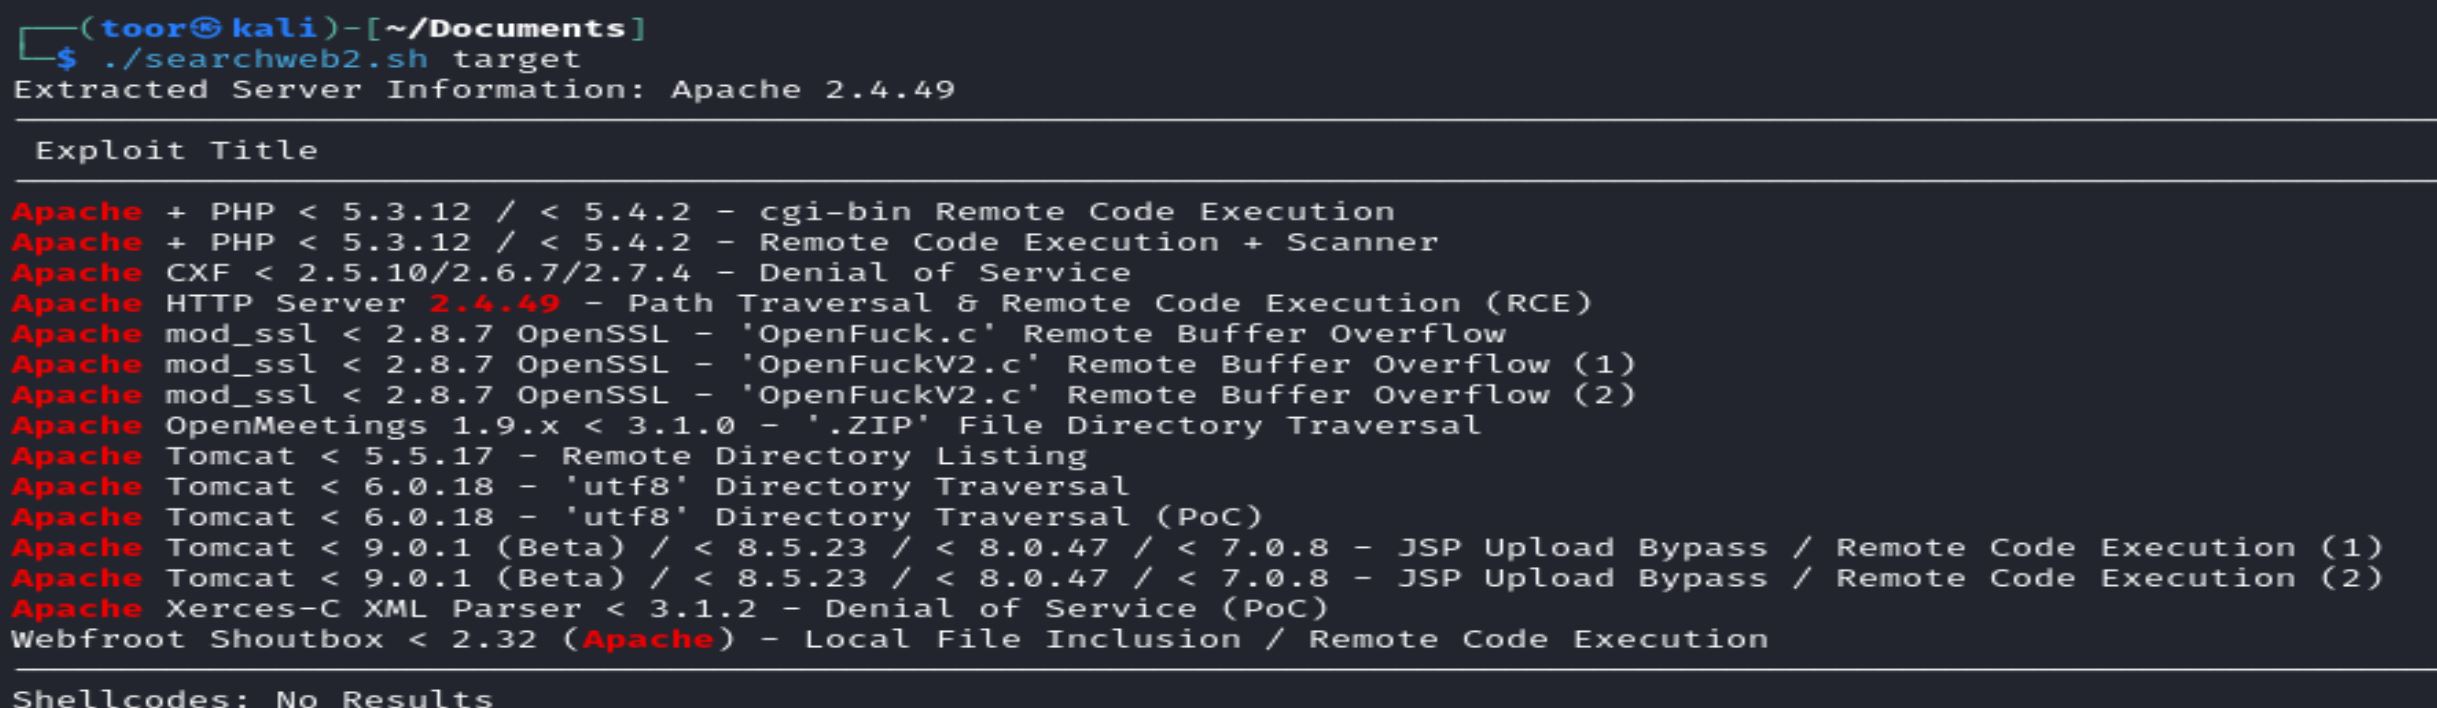 ┌──(toor㉿kali)-[~/Documents]
└─$ ./searchweb2.sh target
Extracted Server Information: Apache 2.4.49
Exploit Title
Apache + PHP < 5.3.12 / < 5.4.2 - cgi-bin Remote Code Execution
Apache + PHP < 5.3.12 / < 5.4.2 - Remote Code Execution + Scanner
Apache CXF < 2.5.10/2.6.7/2.7.4 - Denial of Service
Apache HTTP Server 2.4.49 - Path Traversal & Remote Code Execution (RCE)
Apache mod_ssl < 2.8.7 OpenSSL - 'OpenFuck.c' Remote Buffer Overflow
Apache mod_ssl < 2.8.7 OpenSSL - 'OpenFuckV2.c' Remote Buffer Overflow (1)
Apache mod_ssl < 2.8.7 OpenSSL - 'OpenFuckV2.c' Remote Buffer Overflow (2)
Apache OpenMeetings 1.9.x < 3.1.0 - '.ZIP' File Directory Traversal
Apache Tomcat < 5.5.17 - Remote Directory Listing
Apache Tomcat < 6.0.18 - 'utf8' Directory Traversal
Apache Tomcat < 6.0.18 - 'utf8' Directory Traversal (PoC)
Apache Tomcat < 9.0.1 (Beta) / < 8.5.23 / < 8.0.47 / < 7.0.8 - JSP Upload Bypass / Remote Code Execution (1)
Apache Tomcat < 9.0.1 (Beta) / < 8.5.23 / < 8.0.47 / < 7.0.8 - JSP Upload Bypass / Remote Code Execution (2)
Apache Xerces-C XML Parser < 3.1.2 - Denial of Service (PoC)
Webfroot Shoutbox < 2.32 (Apache) - Local File Inclusion / Remote Code Execution
Shellcodes: No Results